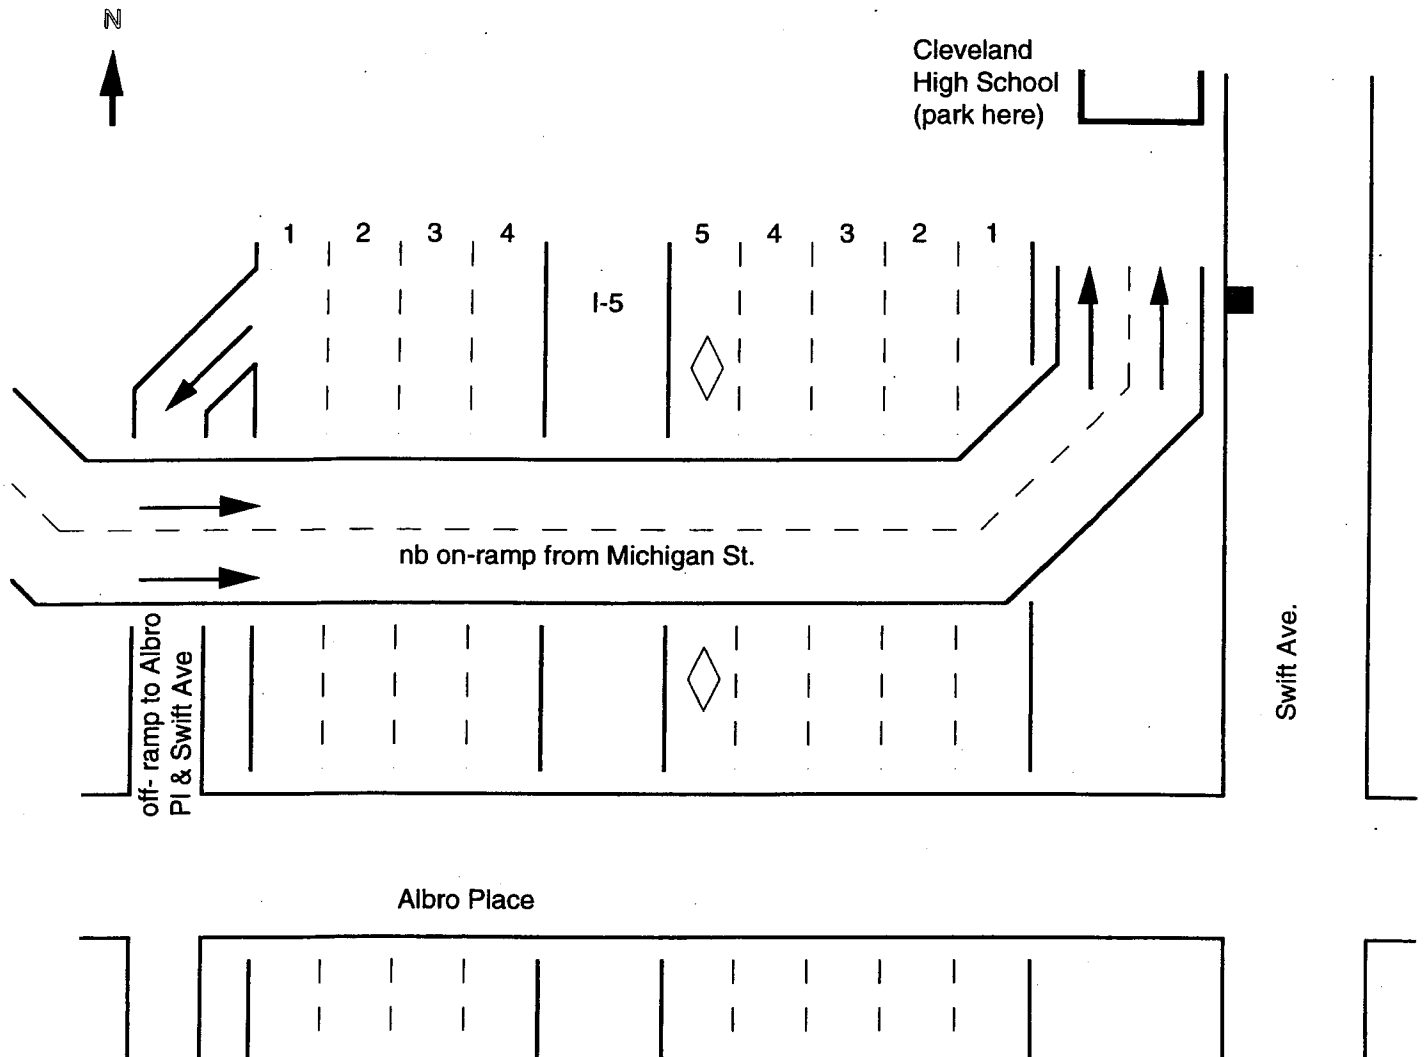 N
Cleveland
High School
(park here)
1 2 3 4 5 4 3 2 1
I-5
nb on-ramp from Michigan St.
off- ramp to Albro
Pl & Swift Ave
Swift Ave.
Albro Place